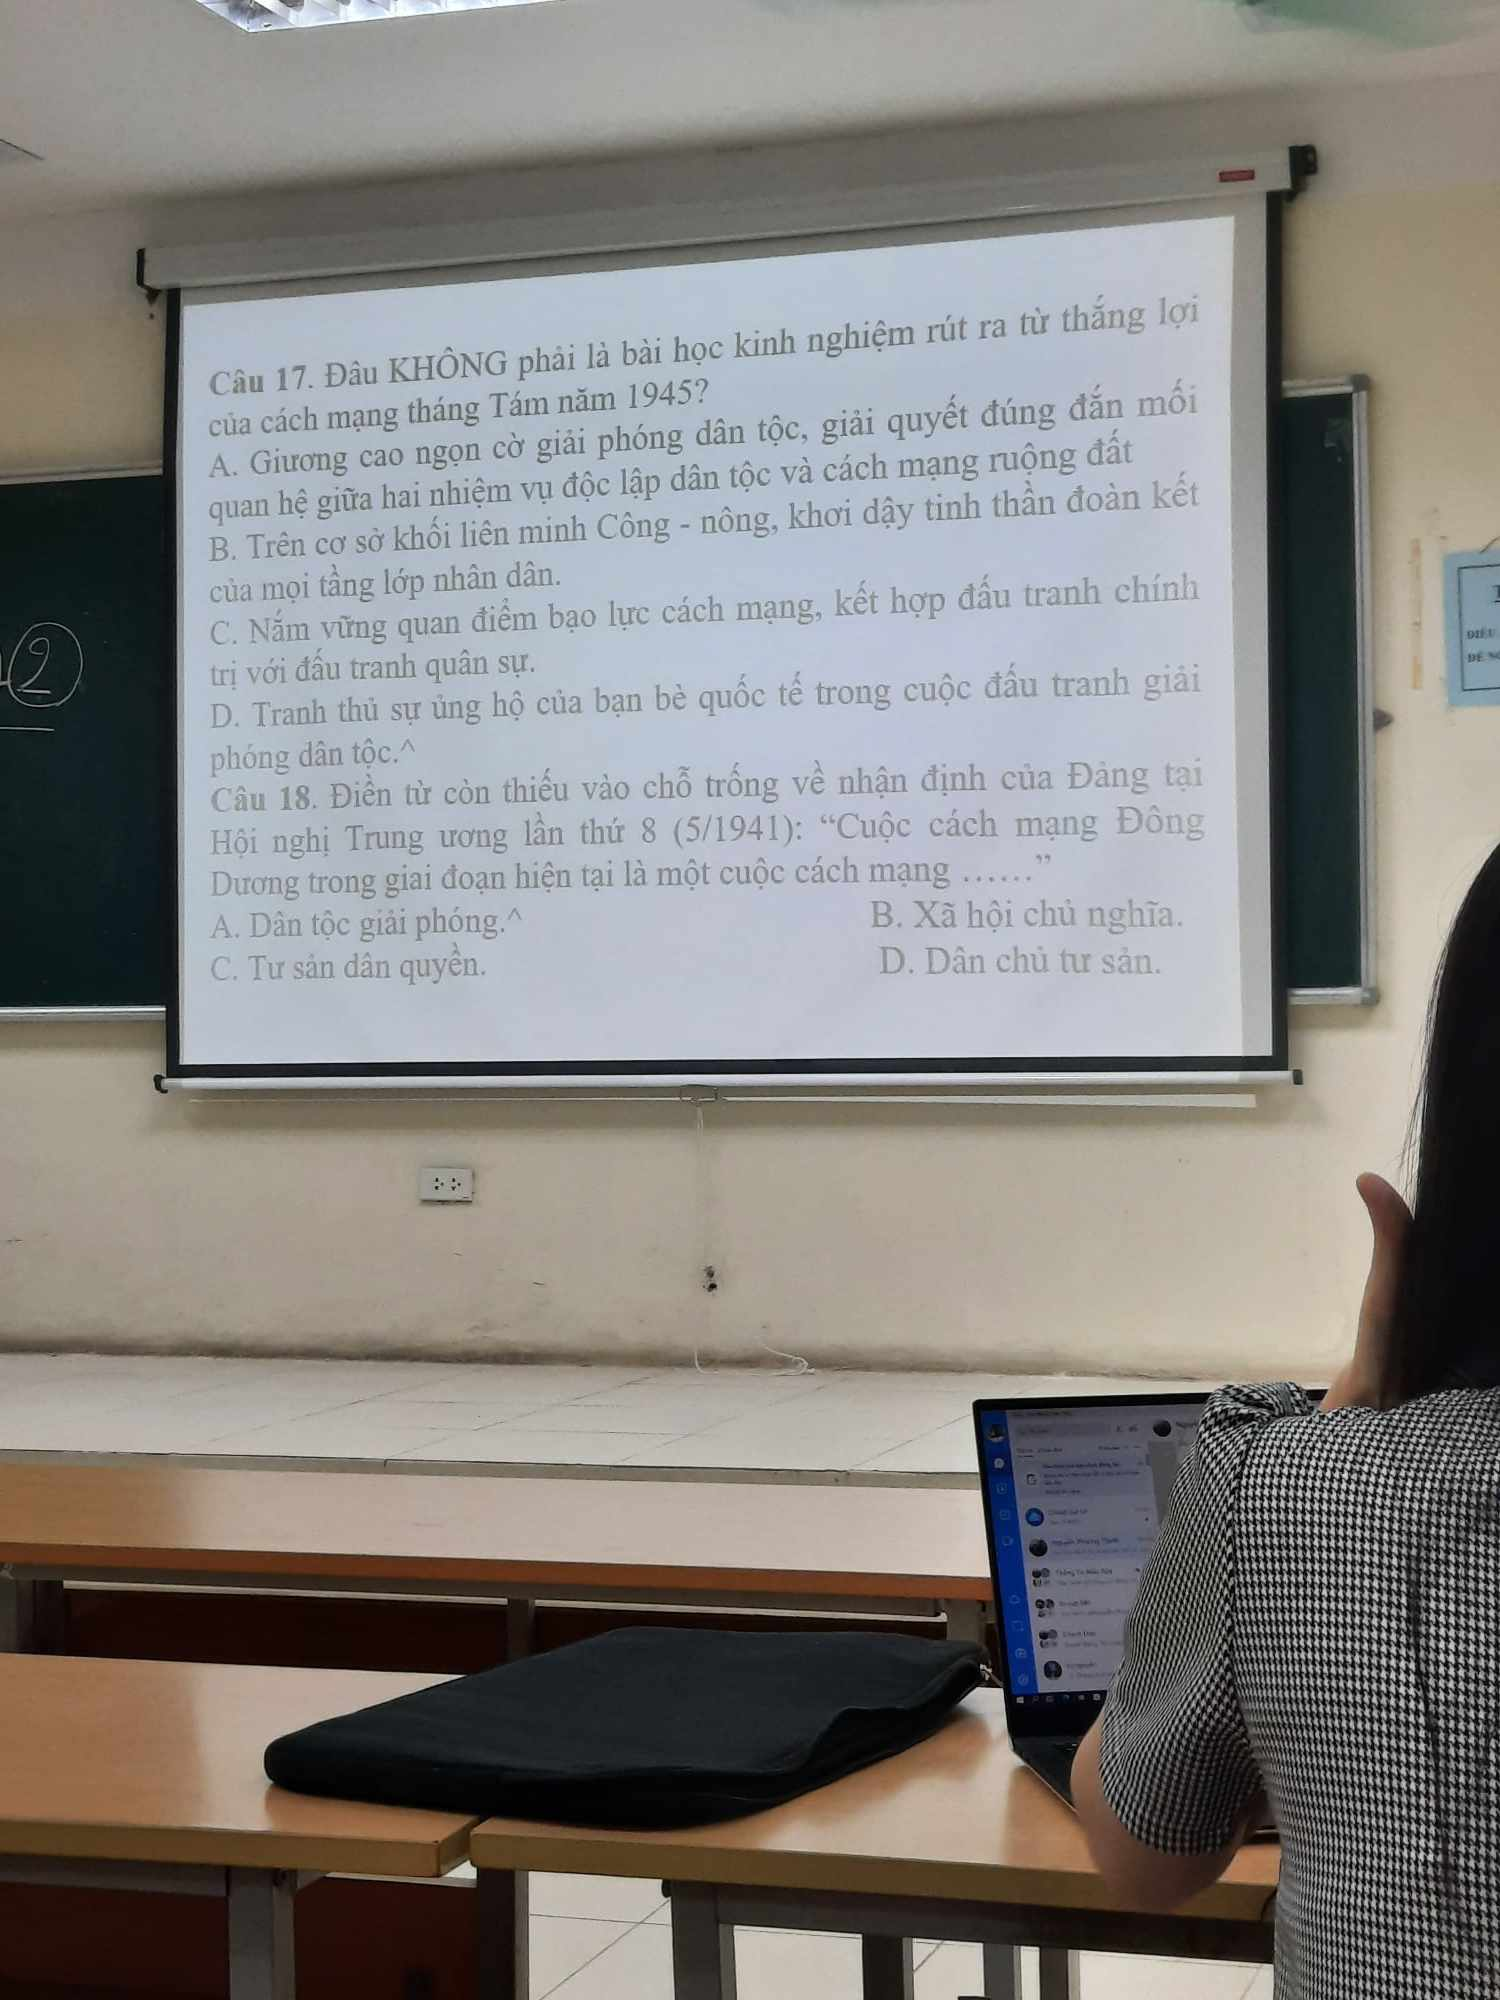 Câu 17. Đâu KHÔNG phải là bài học kinh nghiệm rút ra từ thắng lợi
của cách mạng tháng Tám năm 1945?
A. Giương cao ngọn cờ giải phóng dân tộc, giải quyết đúng đắn mối
quan hệ giữa hai nhiệm vụ độc lập dân tộc và cách mạng ruộng đất
B. Trên cơ sở khối liên minh Công - nông, khơi dậy tinh thần đoàn kết
của mọi tầng lớp nhân dân.
C. Nắm vững quan điểm bạo lực cách mạng, kết hợp đấu tranh chính
trị với đấu tranh quân sự.
D. Tranh thủ sự ủng hộ của bạn bè quốc tế trong cuộc đấu tranh giải
phóng dân tộc.^
Câu 18. Điền từ còn thiếu vào chỗ trống về nhận định của Đảng tại
Hội nghị Trung ương lần thứ 8 (5/1941): “Cuộc cách mạng Đông
Dương trong giai đoạn hiện tại là một cuộc cách mạng ……”
A. Dân tộc giải phóng.^ B. Xã hội chủ nghĩa.
C. Tư sản dân quyền. D. Dân chủ tư sản.
2
ĐIỀU